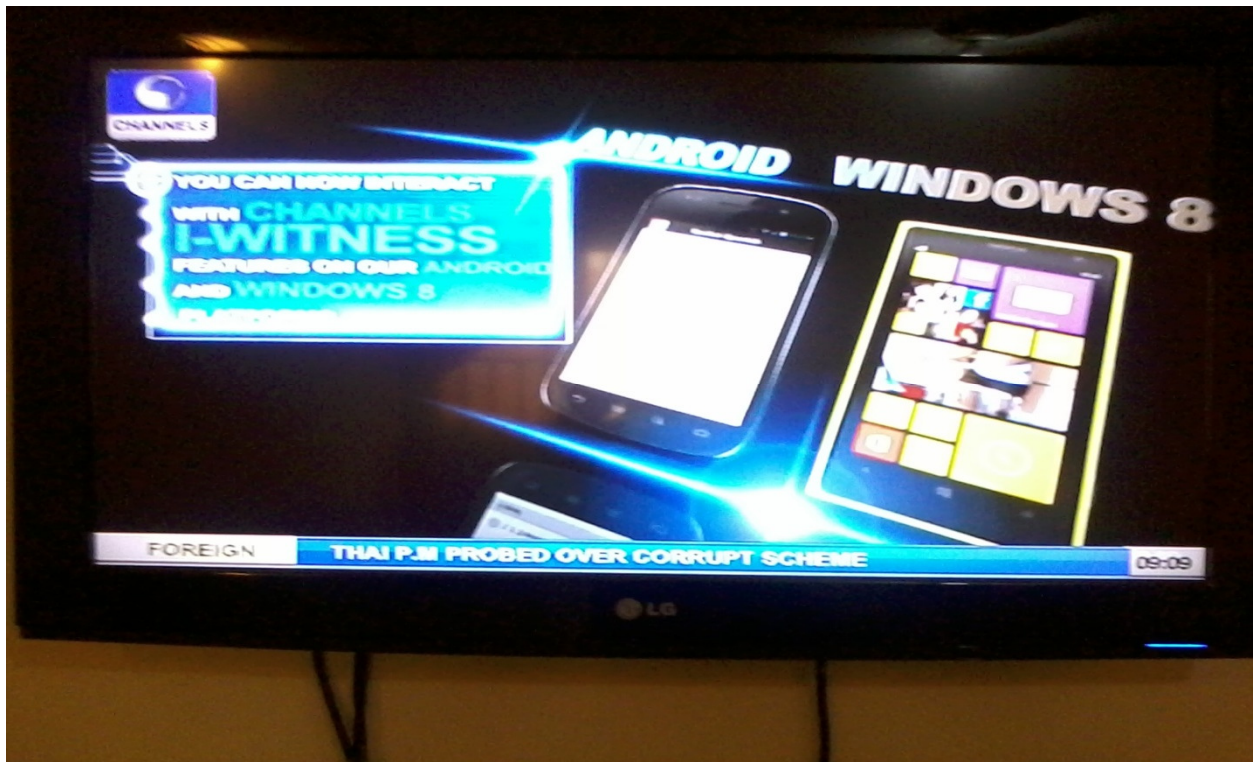 CHANNELS
ANDROID WINDOWS 8
YOU CAN NOW INTERACT
WITH CHANNELS
I-WITNESS
FEATURES ON OUR ANDROID
AND WINDOWS 8
PLATFORMS
FOREIGN THAI P.M PROBED OVER CORRUPT SCHEME 09:09
LG